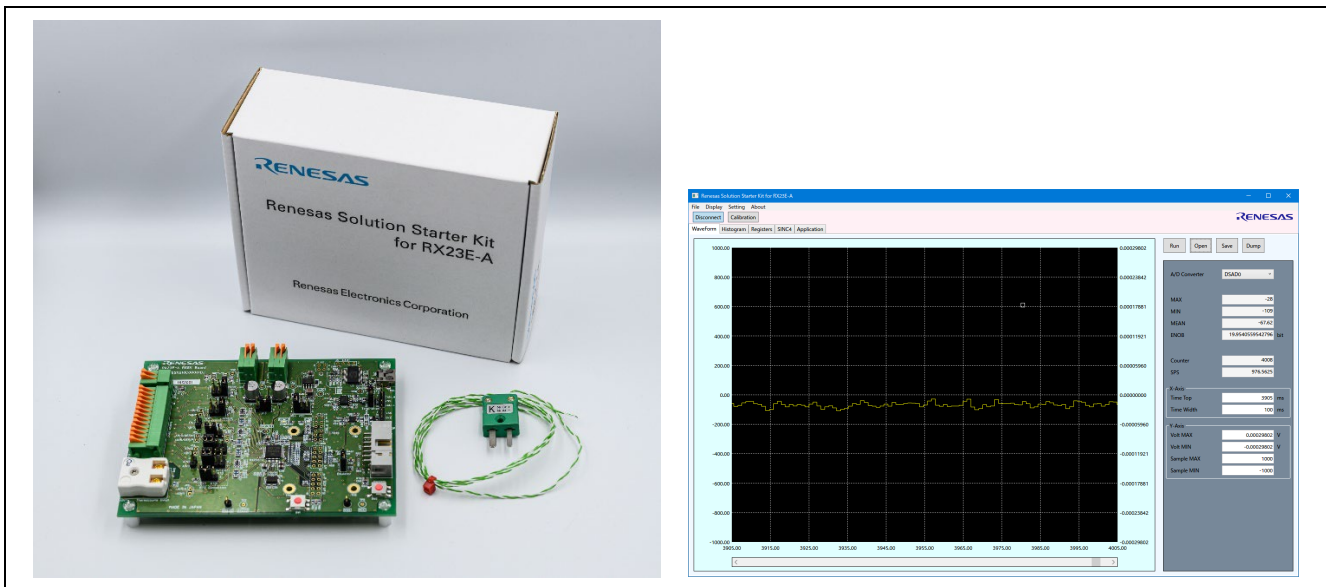 RENESAS
Renesas Solution Starter Kit
for RX23E-A
Renesas Electronics Corporation
RENESAS
MADE IN JAPAN
K
Renesas Solution Starter Kit for RX23E-A
File Display Setting About
Disconnect Calibration
RENESAS
Waveform Histogram Registers SINC4 Application
Run Open Save Dump
1000.00
800.00
600.00
400.00
200.00
0.00
-200.00
-400.00
-600.00
-800.00
-1000.00
0.00029802
0.00023842
0.00017881
0.00011921
0.00005960
0.00000000
-0.00005960
-0.00011921
-0.00017881
-0.00023842
-0.00029802
3905.00 3915.00 3925.00 3935.00 3945.00 3955.00 3965.00 3975.00 3985.00 3995.00 4005.00
A/D Converter DSAD0
MAX -28
MIN -109
MEAN -67.62
ENOB 19.9540559542796 bit
Counter 4008
SPS 976.5625
X-Axis
Time Top 3905 ms
Time Width 100 ms
Y-Axis
Volt MAX 0.00029802 V
Volt MIN -0.00029802 V
Sample MAX 1000
Sample MIN -1000